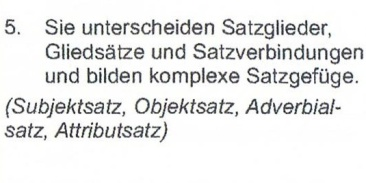 5. Sie unterscheiden Satzglieder,
Gliedsätze und Satzverbindungen
und bilden komplexe Satzgefüge.
(Subjektsatz, Objektsatz, Adverbial-
satz, Attributsatz)